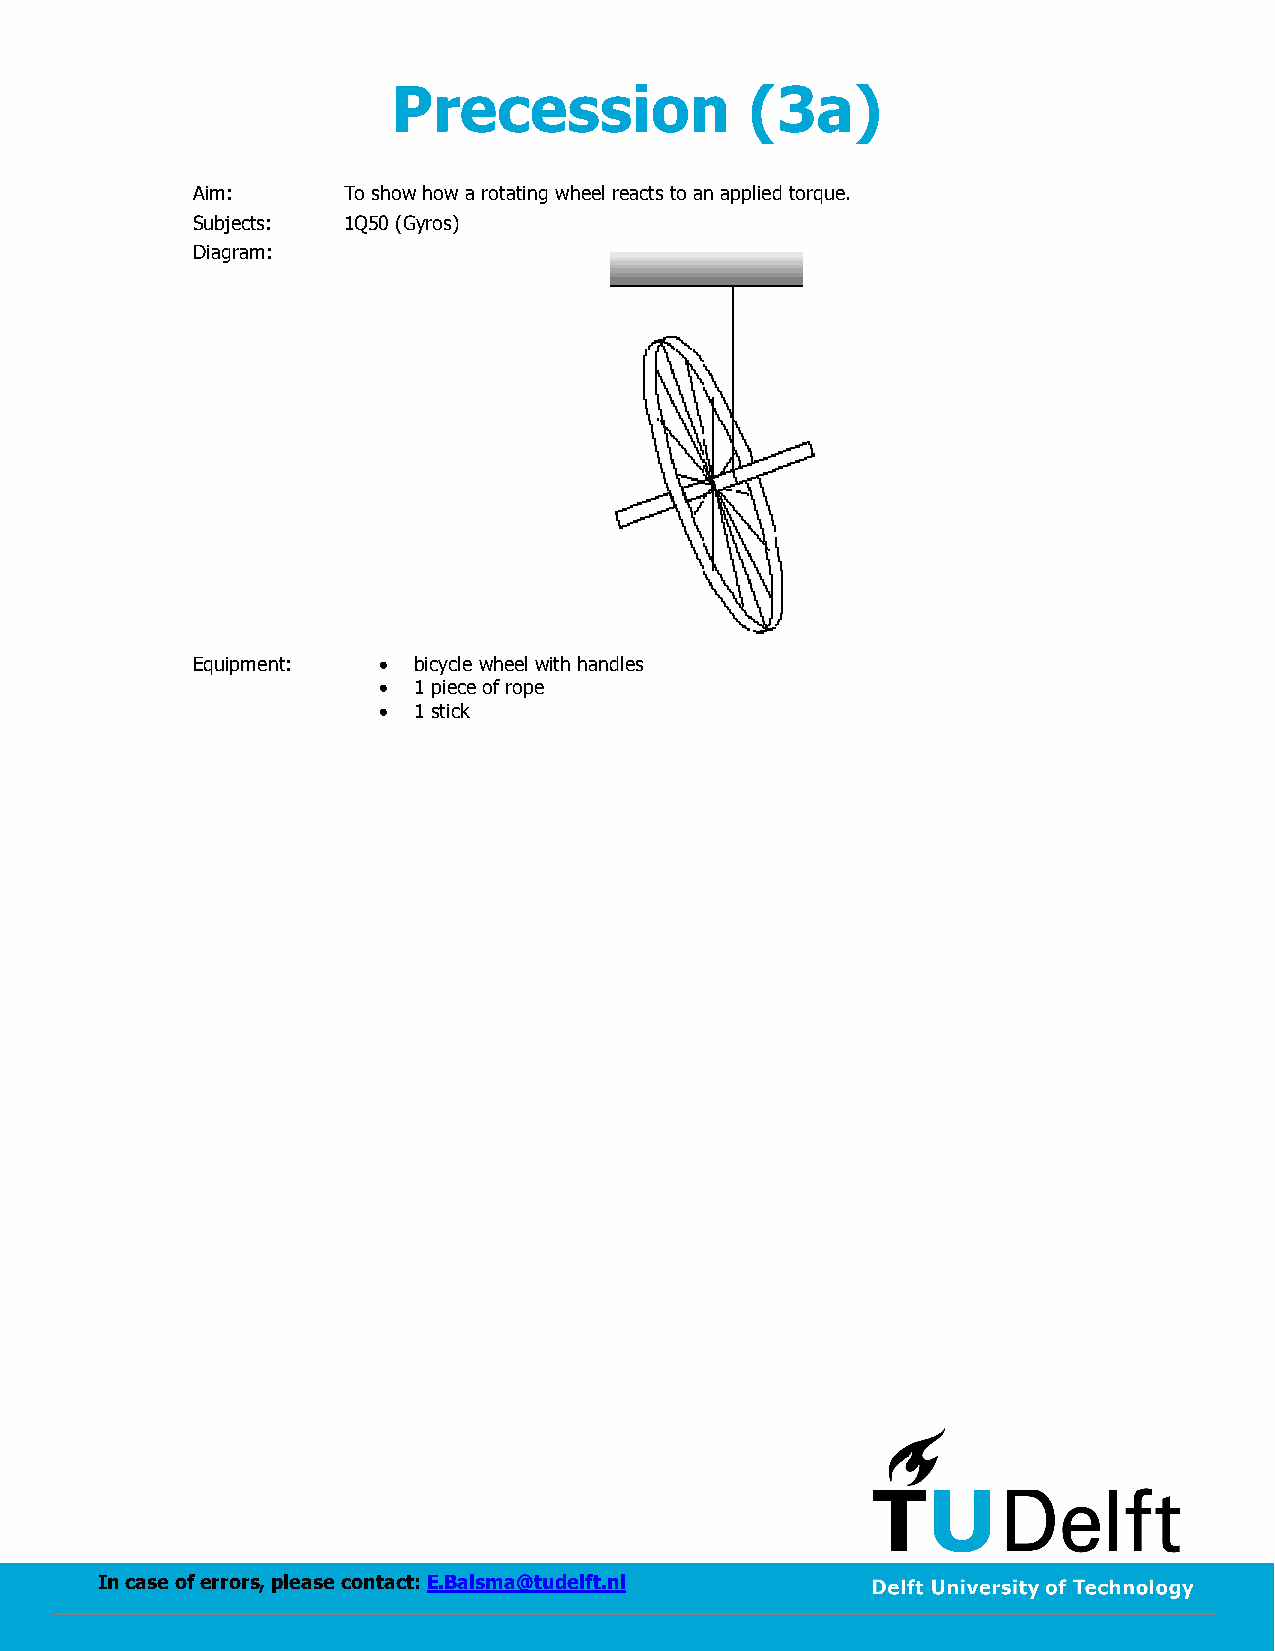 Precession (3a)
Aim: To show how a rotating wheel reacts to an applied torque.
Subjects: 1Q50 (Gyros)
Diagram:
Equipment: • bicycle wheel with handles
• 1 piece of rope
• 1 stick
TUDelft
In case of errors, please contact: E.Balsma@tudelft.nl
Delft University of Technology